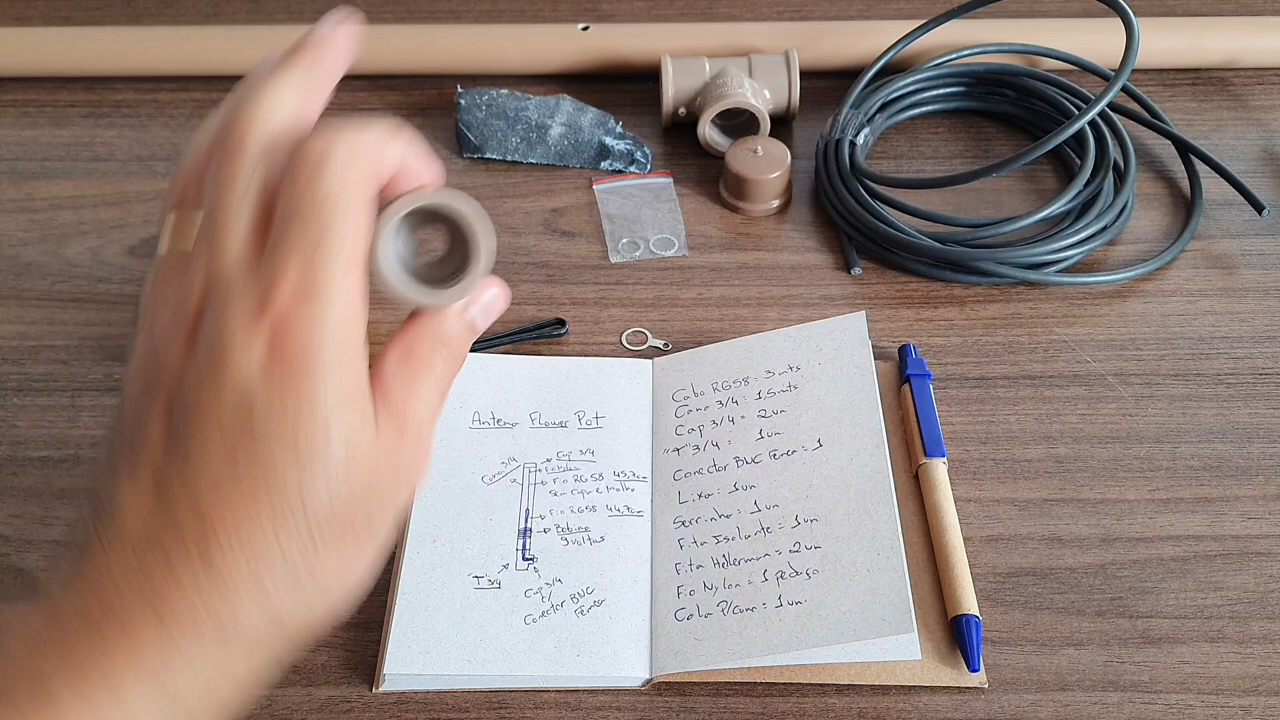 Antena Flower Pot
Cano 3/4
Cap 3/4
Fio Nylon
Fio RG58 45,7cm
sem capa e malha
Fio RG58 44,7cm
Bobina
9 voltas
"T" 3/4
Cap 3/4
c/
Conector BNC
Fêmea
Cabo RG58 = 3 mts
Cano 3/4 = 1,5mts
Cap 3/4 = 2 un
"T" 3/4 = 1 un.
Conector BNC Fêmea = 1
Lixa = 1 un
Serrinha = 1 un
Fita Isolante = 1 un
Fita Hellerman = 2 un
Fio Nylon = 1 pedaço
Cola P/Cano = 1 un.